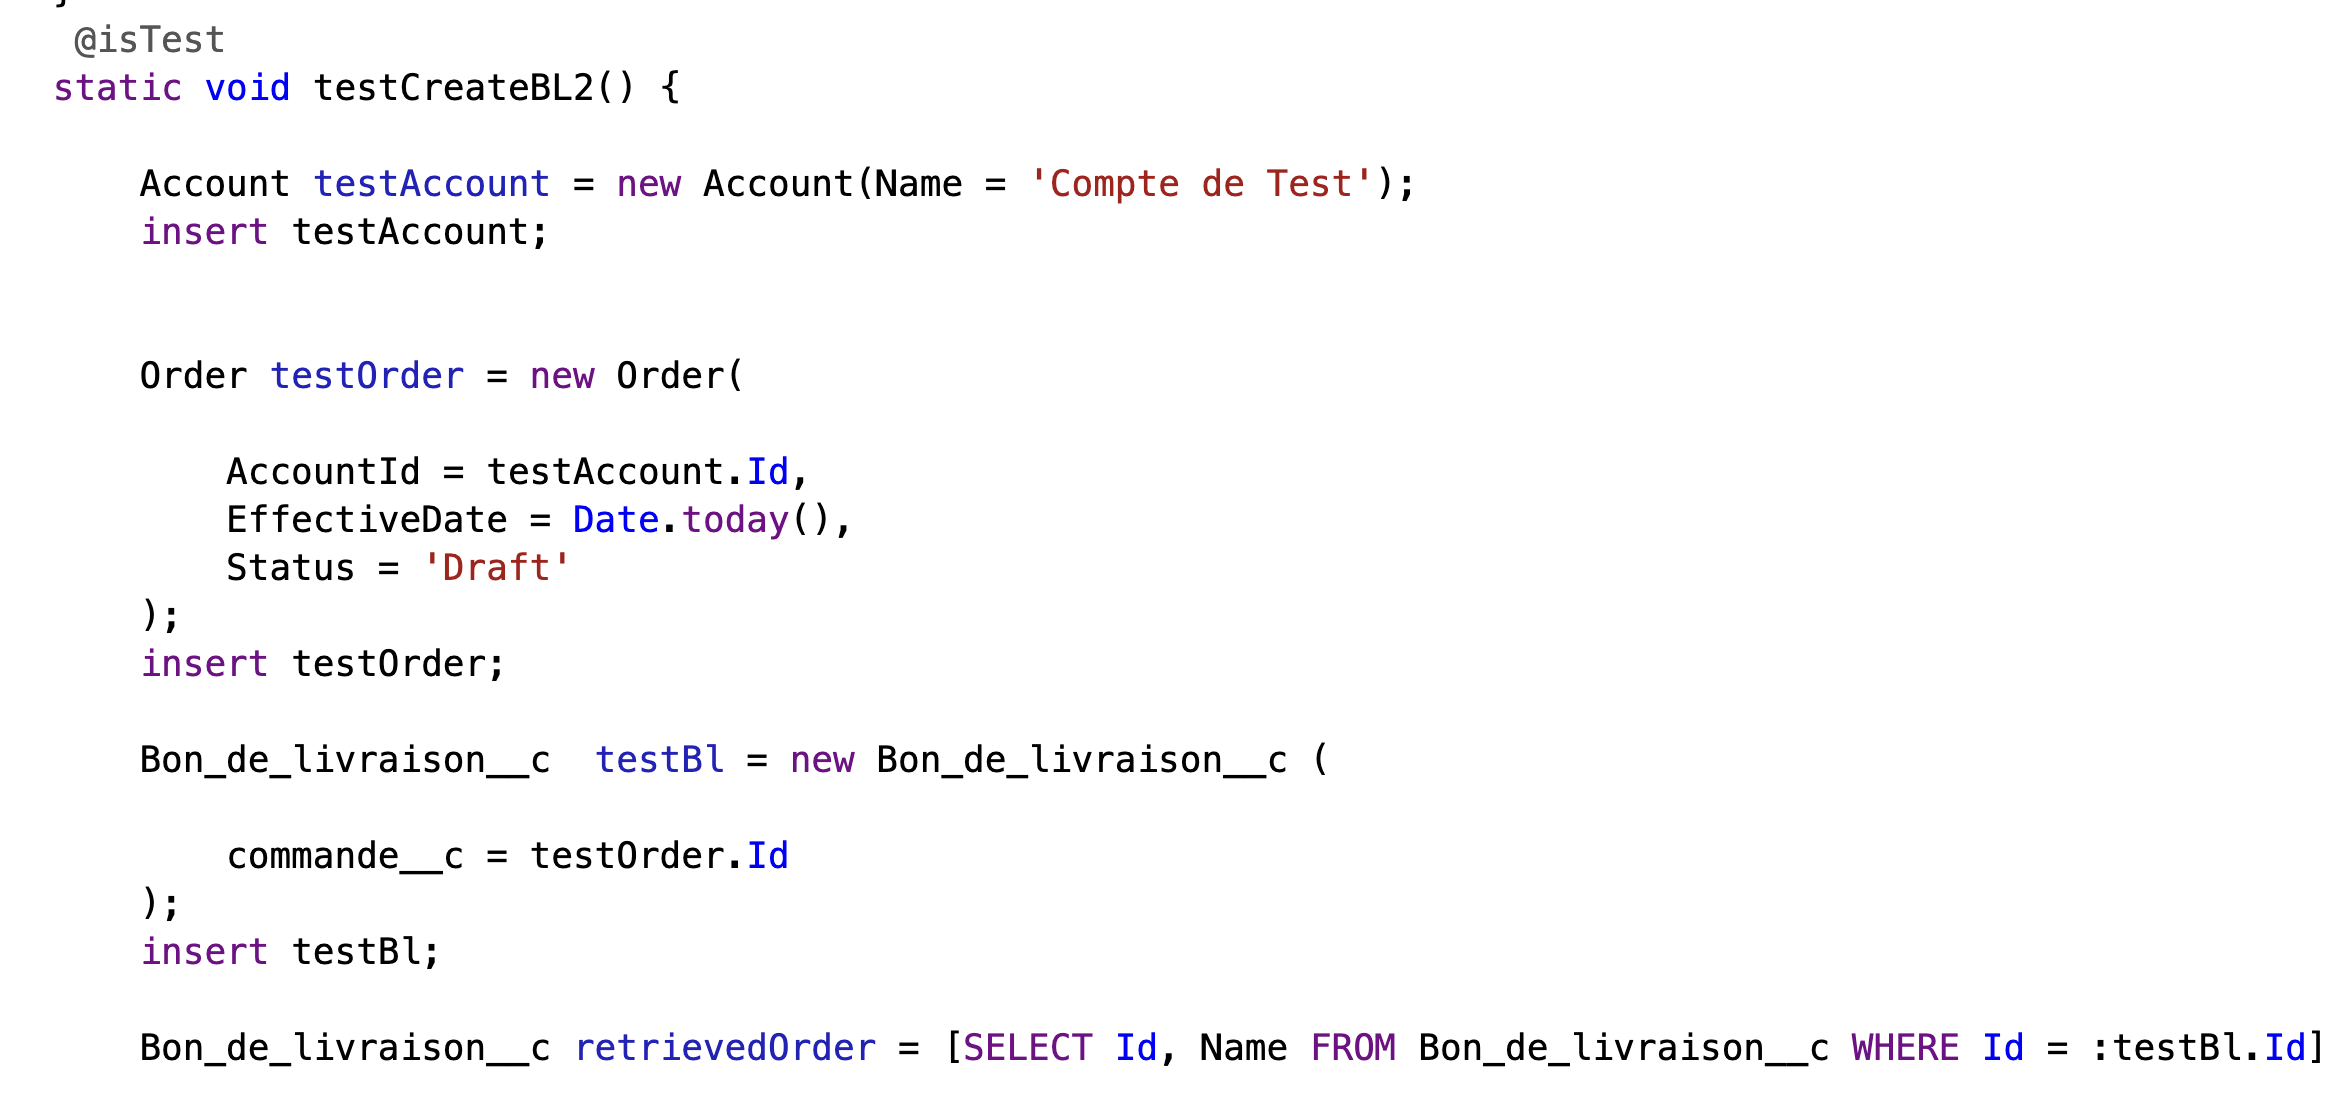 }
@isTest
static void testCreateBL2() {
Account testAccount = new Account(Name = 'Compte de Test');
insert testAccount;
Order testOrder = new Order(
AccountId = testAccount.Id,
EffectiveDate = Date.today(),
Status = 'Draft'
);
insert testOrder;
Bon_de_livraison__c  testBl = new Bon_de_livraison__c (
commande__c = testOrder.Id
);
insert testBl;
Bon_de_livraison__c retrievedOrder = [SELECT Id, Name FROM Bon_de_livraison__c WHERE Id = :testBl.Id]